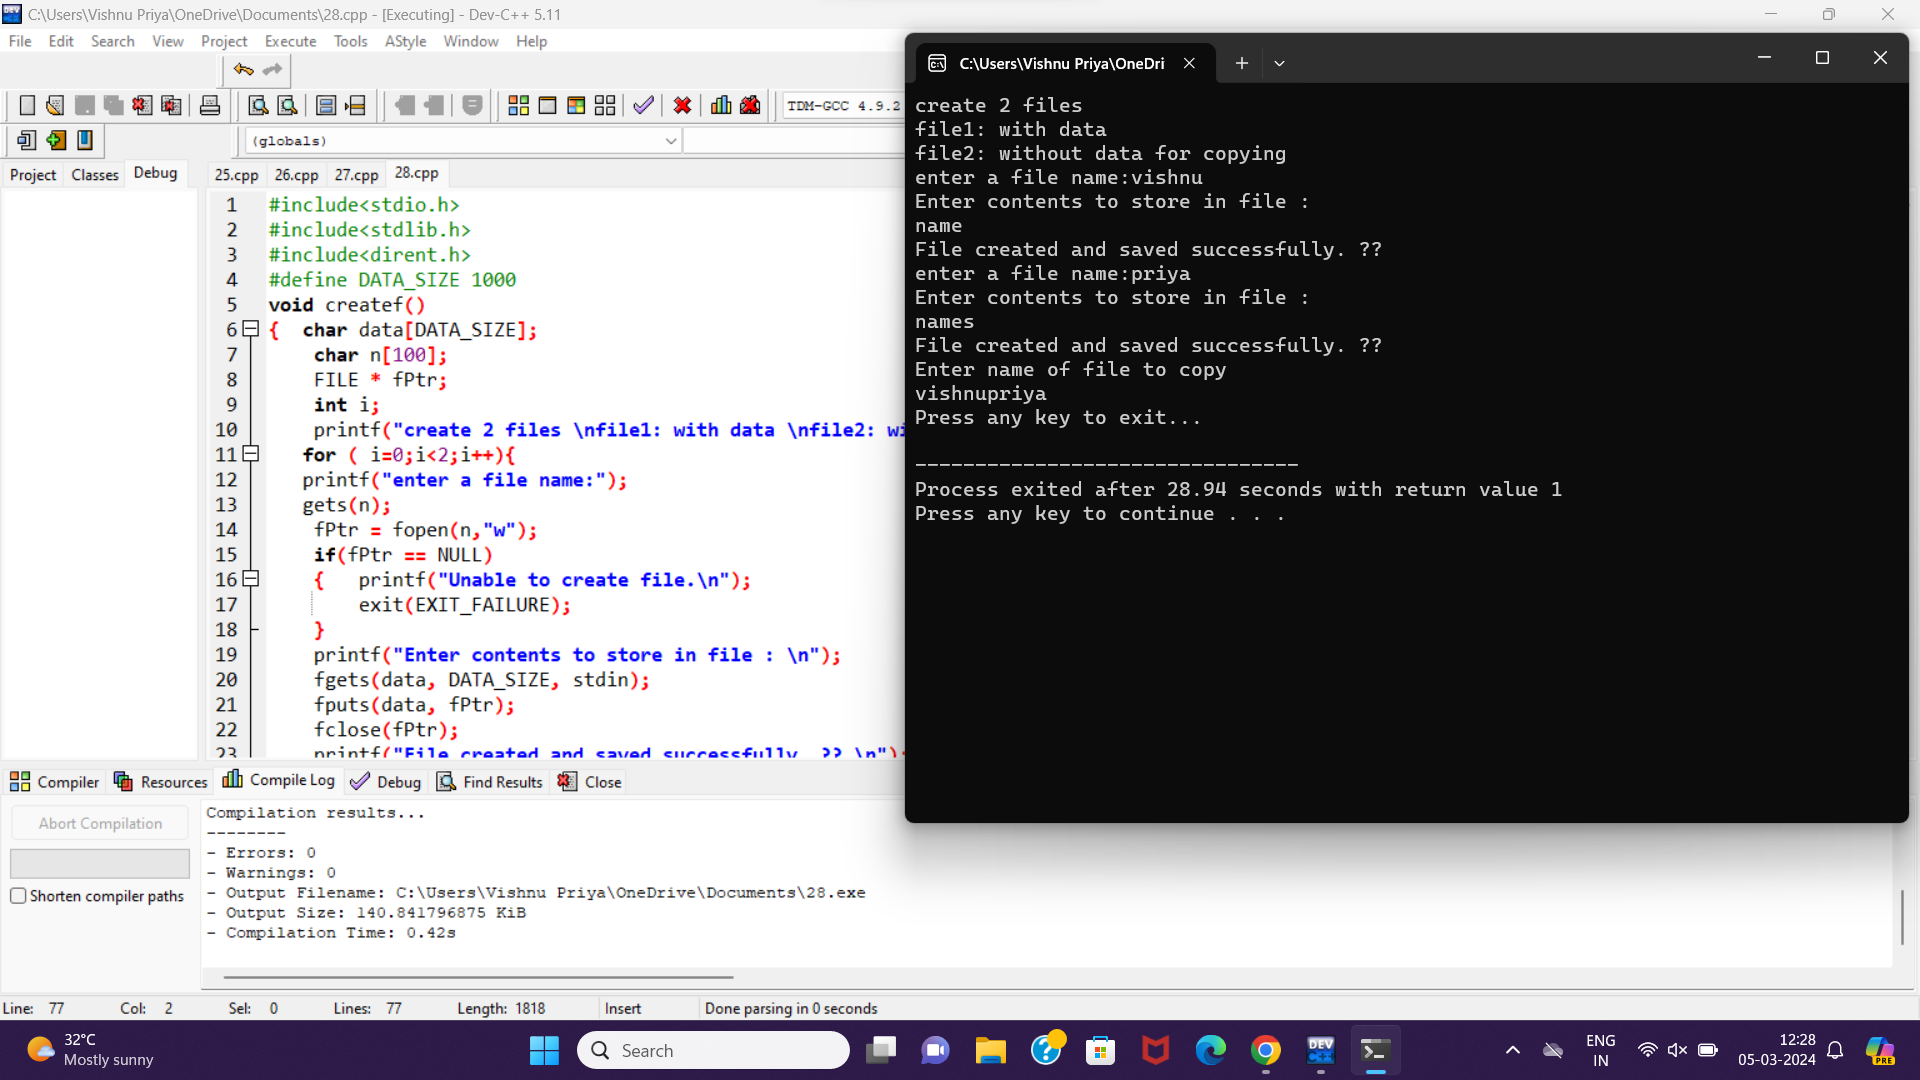 C:\Users\Vishnu Priya\OneDrive\Documents\28.cpp - [Executing] - Dev-C++ 5.11
File Edit Search View Project Execute Tools AStyle Window Help
TDM-GCC 4.9.2
(globals)
Project Classes Debug
25.cpp 26.cpp 27.cpp 28.cpp
1 #include<stdio.h>
2 #include<stdlib.h>
3 #include<dirent.h>
4 #define DATA_SIZE 1000
5 void createf()
6 { char data[DATA_SIZE];
7 char n[100];
8 FILE * fPtr;
9 int i;
10 printf("create 2 files \nfile1: with data \nfile2: wi
11 for ( i=0;i<2;i++){
12 printf("enter a file name:");
13 gets(n);
14 fPtr = fopen(n,"w");
15 if(fPtr == NULL)
16 { printf("Unable to create file.\n");
17 exit(EXIT_FAILURE);
18 }
19 printf("Enter contents to store in file : \n");
20 fgets(data, DATA_SIZE, stdin);
21 fputs(data, fPtr);
22 fclose(fPtr);
23 printf("File created and saved successfully. ?? \n");
C:\Users\Vishnu Priya\OneDri
create 2 files
file1: with data
file2: without data for copying
enter a file name:vishnu
Enter contents to store in file :
name
File created and saved successfully. ??
enter a file name:priya
Enter contents to store in file :
names
File created and saved successfully. ??
Enter name of file to copy
vishnupriya
Press any key to exit...
--------------------------------
Process exited after 28.94 seconds with return value 1
Press any key to continue . . .
Compiler Resources Compile Log Debug Find Results Close
Abort Compilation
Shorten compiler paths
Compilation results...
--------
- Errors: 0
- Warnings: 0
- Output Filename: C:\Users\Vishnu Priya\OneDrive\Documents\28.exe
- Output Size: 140.841796875 KiB
- Compilation Time: 0.42s
Line: 77 Col: 2 Sel: 0 Lines: 77 Length: 1818 Insert Done parsing in 0 seconds
32°C
Mostly sunny
Search
DEV
ENG
IN
12:28
05-03-2024
PRE